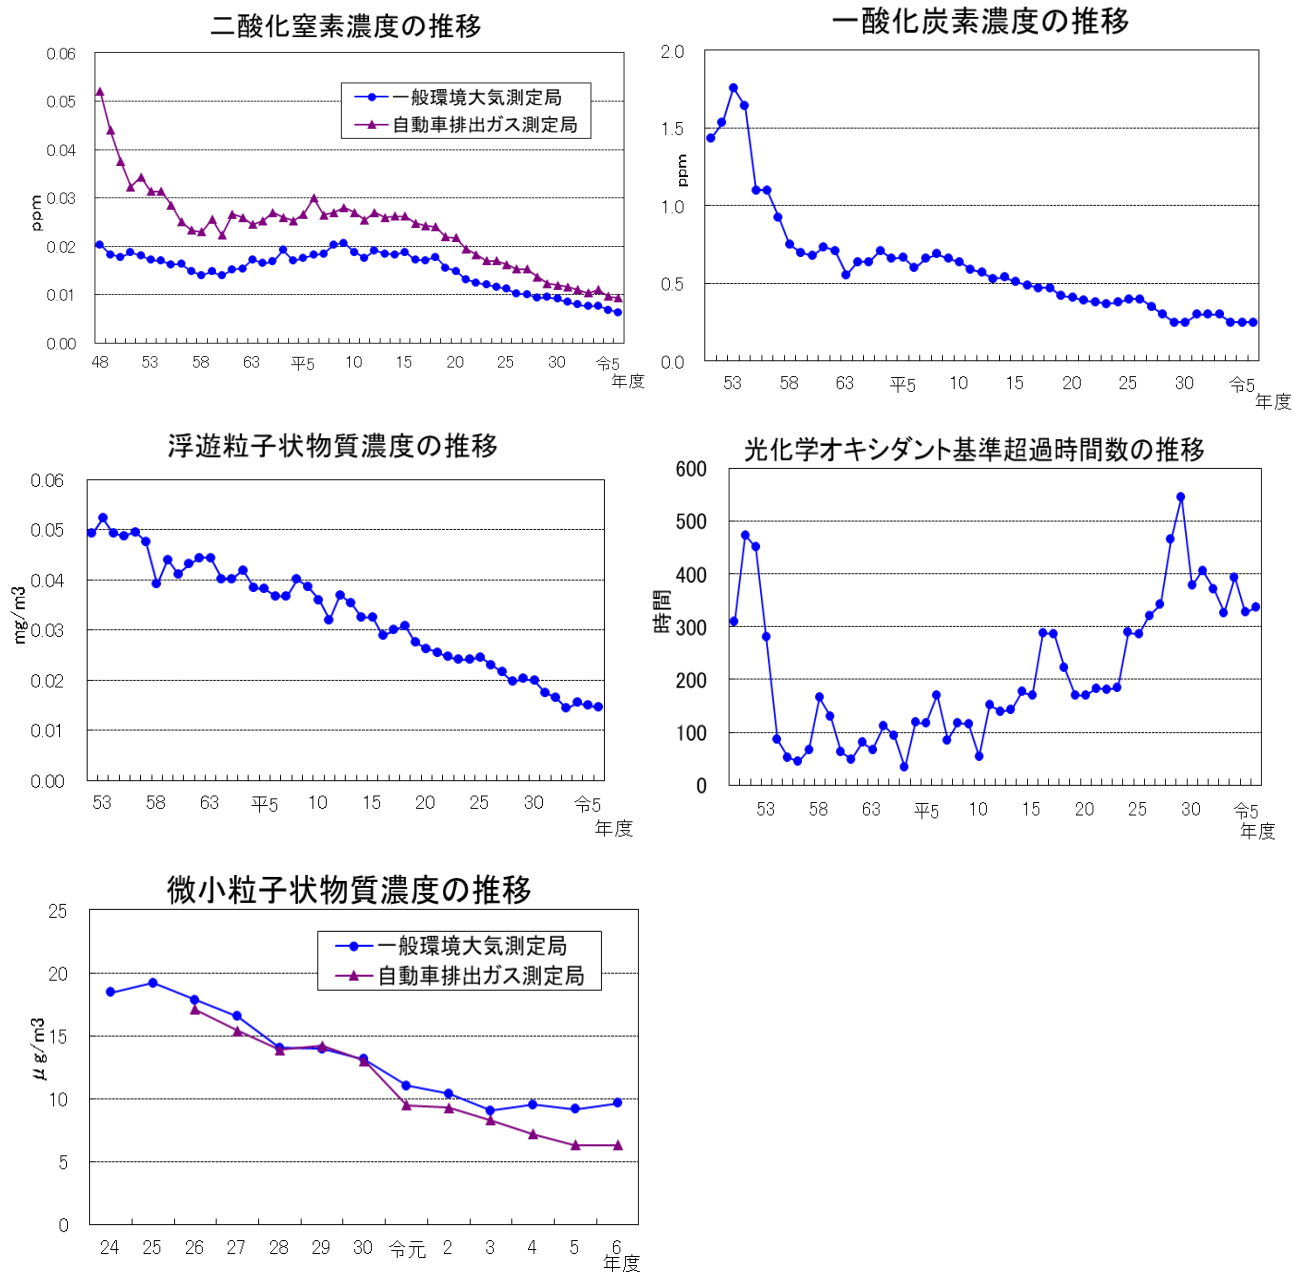 二酸化窒素濃度の推移
0.06
0.05
0.04
0.03
0.02
0.01
0.00
ppm
一般環境大気測定局
自動車排出ガス測定局
48 53 58 63 平5 10 15 20 25 30 令5
年度
一酸化炭素濃度の推移
2.0
1.5
1.0
0.5
0.0
ppm
53 58 63 平5 10 15 20 25 30 令5
年度
浮遊粒子状物質濃度の推移
0.06
0.05
0.04
0.03
0.02
0.01
0.00
mg/m3
53 58 63 平5 10 15 20 25 30 令5
年度
光化学オキシダント基準超過時間数の推移
600
500
400
300
200
100
0
時間
53 58 63 平5 10 15 20 25 30 令5
年度
微小粒子状物質濃度の推移
25
20
15
10
5
0
μg/m3
一般環境大気測定局
自動車排出ガス測定局
24 25 26 27 28 29 30 令元 2 3 4 5 6
年度